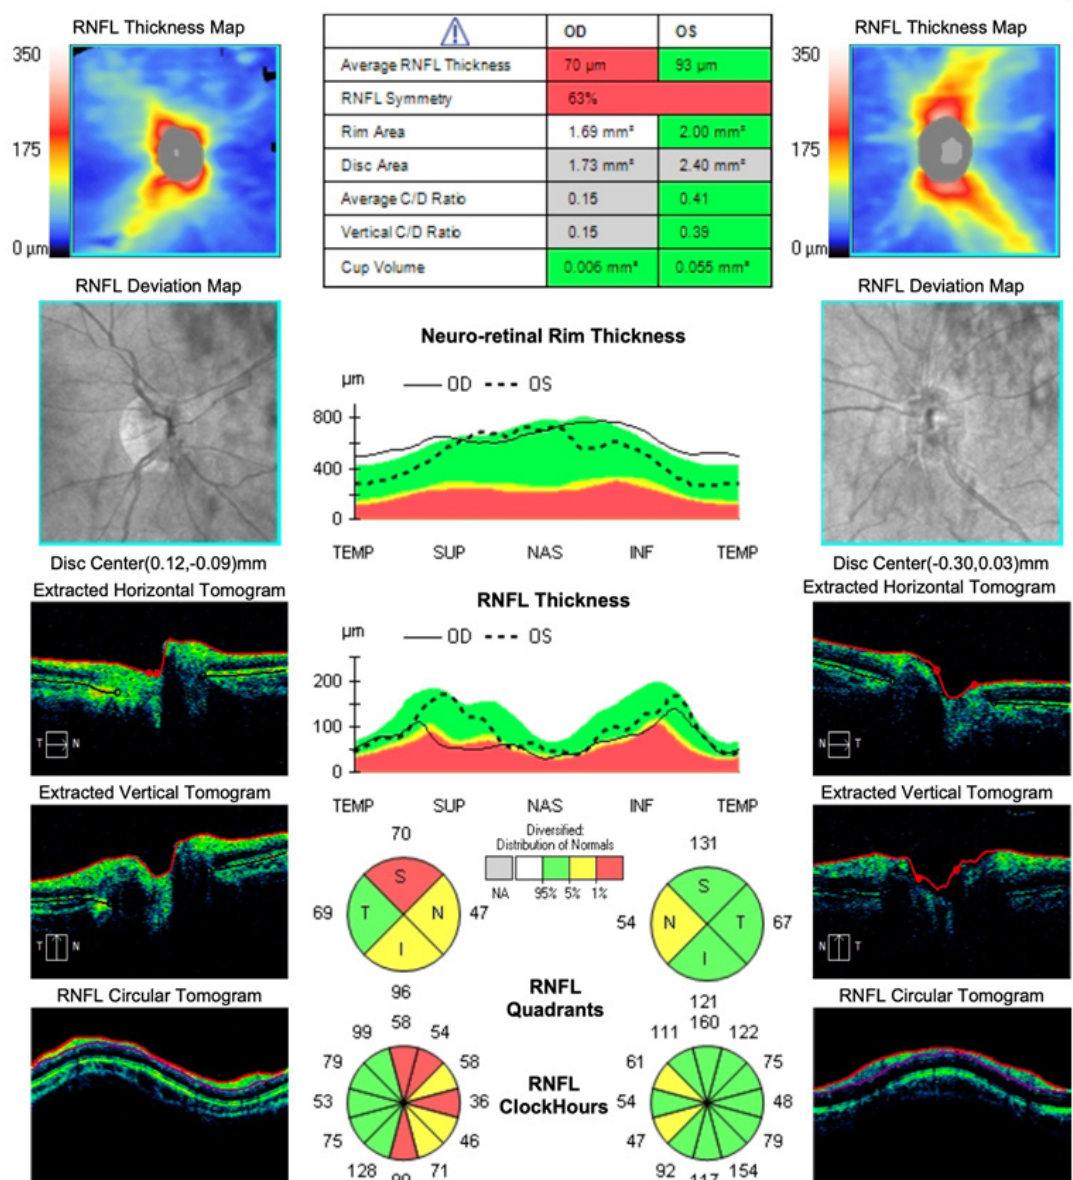 RNFL Thickness Map
350
175
0 µm
OD OS
Average RNFL Thickness 70 µm 93 µm
RNFL Symmetry 63%
Rim Area 1.69 mm² 2.00 mm²
Disc Area 1.73 mm² 2.40 mm²
Average C/D Ratio 0.15 0.41
Vertical C/D Ratio 0.15 0.39
Cup Volume 0.006 mm³ 0.055 mm³
RNFL Thickness Map
350
175
0 µm
RNFL Deviation Map
Disc Center(0.12,-0.09)mm
Extracted Horizontal Tomogram
T N
Extracted Vertical Tomogram
T N
RNFL Circular Tomogram
Neuro-retinal Rim Thickness
µm OD OS
800
400
0
TEMP SUP NAS INF TEMP
RNFL Thickness
µm OD OS
200
100
0
TEMP SUP NAS INF TEMP
Diversified:
Distribution of Normals
NA 95% 5% 1%
70
S
69 T N 47
I
96
131
S
54 N T 67
I
121
RNFL
Quadrants
58
99 54
79 58
53 36
75 46
128 71
RNFL
ClockHours
160
111 122
61 75
54 48
47 79
92 154
117
RNFL Deviation Map
Disc Center(-0.30,0.03)mm
Extracted Horizontal Tomogram
N T
Extracted Vertical Tomogram
N T
RNFL Circular Tomogram